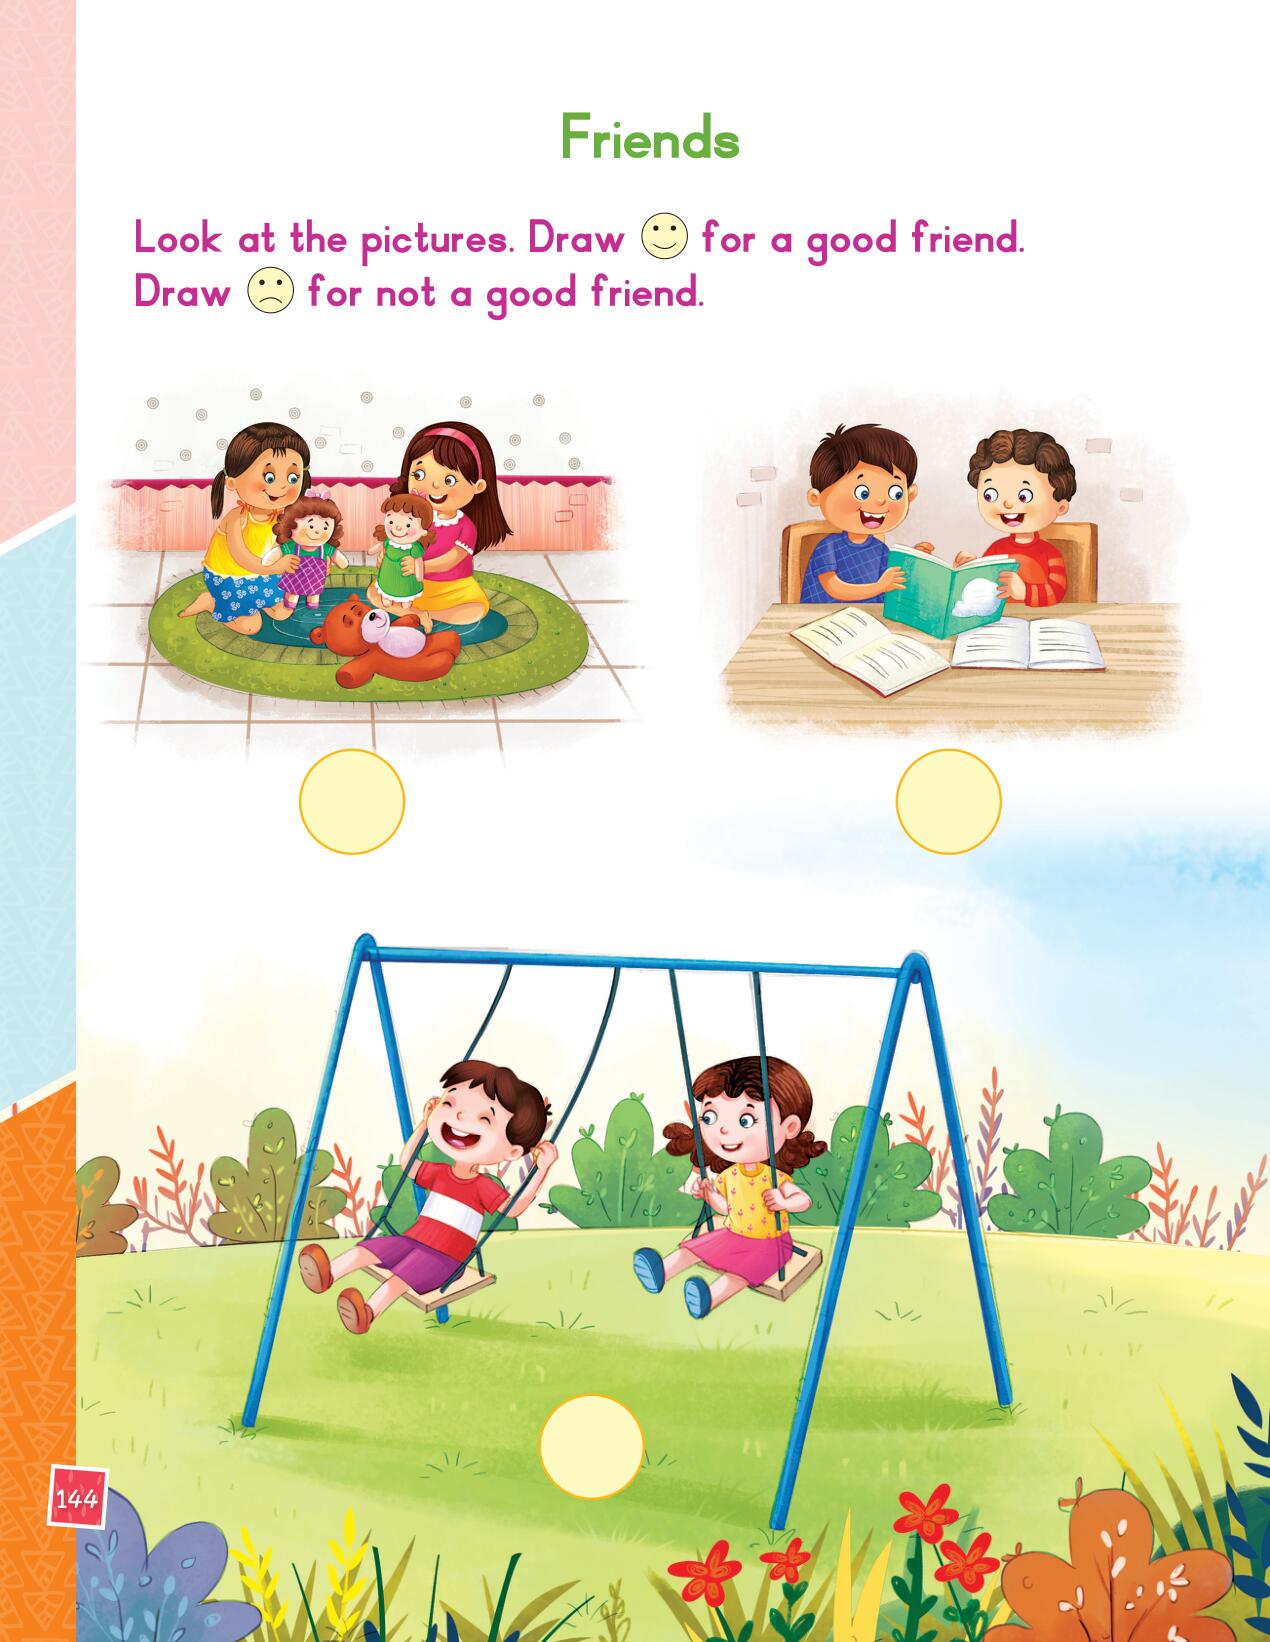 Friends
Look at the pictures. Draw for a good friend.
Draw for not a good friend.
144